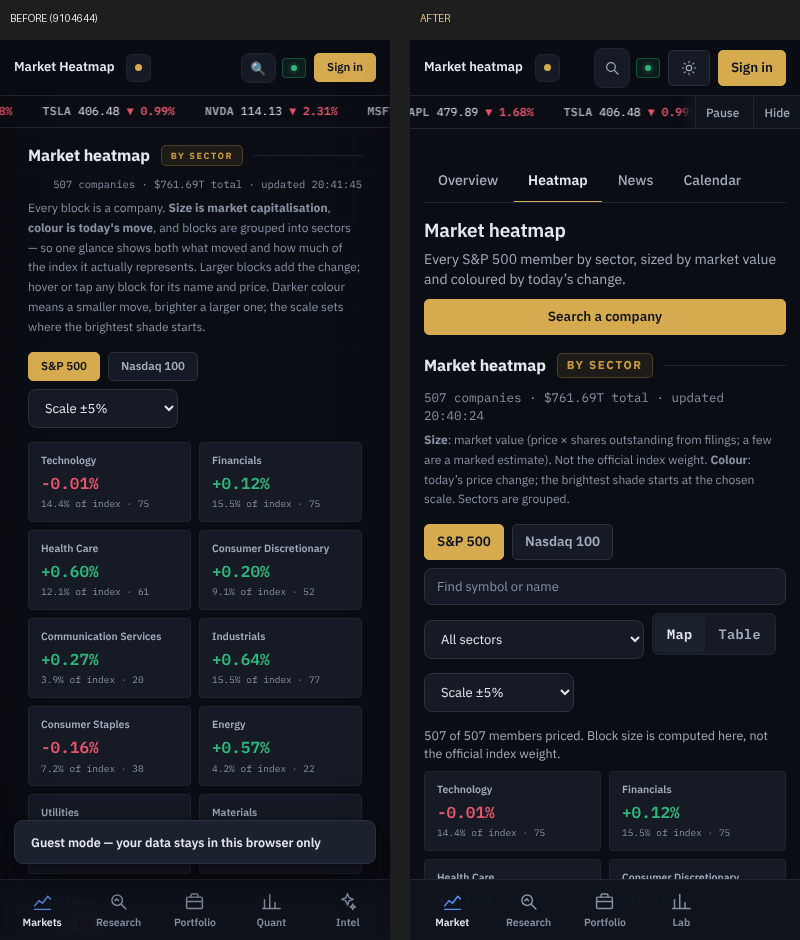 BEFORE (9104644)
Market Heatmap
Sign in
8%
TSLA 406.48 ▼ 0.99%
NVDA 114.13 ▼ 2.31%
MSF
Market heatmap
BY SECTOR
507 companies · $761.69T total · updated 20:41:45
Every block is a company. Size is market capitalisation,
colour is today's move, and blocks are grouped into sectors
— so one glance shows both what moved and how much of
the index it actually represents. Larger blocks add the change;
hover or tap any block for its name and price. Darker colour
means a smaller move, brighter a larger one; the scale sets
where the brightest shade starts.
S&P 500
Nasdaq 100
Scale ±5%
Technology
-0.01%
14.4% of index · 75
Financials
+0.12%
15.5% of index · 75
Health Care
+0.60%
12.1% of index · 61
Consumer Discretionary
+0.20%
9.1% of index · 52
Communication Services
+0.27%
3.9% of index · 20
Industrials
+0.64%
15.5% of index · 77
Consumer Staples
-0.16%
7.2% of index · 38
Energy
+0.57%
4.2% of index · 22
Utilities
Materials
Guest mode — your data stays in this browser only
Markets
Research
Portfolio
Quant
Intel
AFTER
Market heatmap
Sign in
APL 479.89 ▼ 1.68%
TSLA 406.48 ▼ 0.99
Pause
Hide
Overview
Heatmap
News
Calendar
Market heatmap
Every S&P 500 member by sector, sized by market value
and coloured by today’s change.
Search a company
Market heatmap
BY SECTOR
507 companies · $761.69T total · updated
20:40:24
Size: market value (price × shares outstanding from filings; a few
are a marked estimate). Not the official index weight. Colour:
today’s price change; the brightest shade starts at the chosen
scale. Sectors are grouped.
S&P 500
Nasdaq 100
Find symbol or name
All sectors
Map
Table
Scale ±5%
507 of 507 members priced. Block size is computed here, not
the official index weight.
Technology
-0.01%
14.4% of index · 75
Financials
+0.12%
15.5% of index · 75
Health Care
Consumer Discretionary
Market
Research
Portfolio
Lab